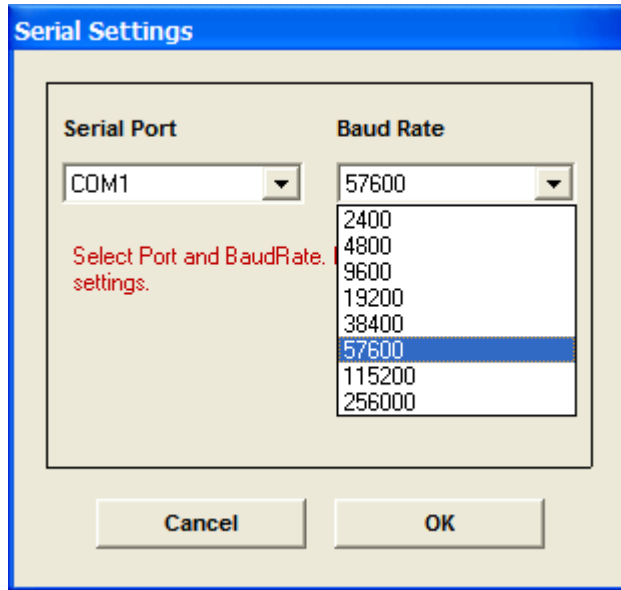 Serial Settings
Serial Port
Baud Rate
COM1
57600
2400
4800
9600
19200
38400
57600
115200
256000
Select Port and BaudRate.
settings.
Cancel
OK